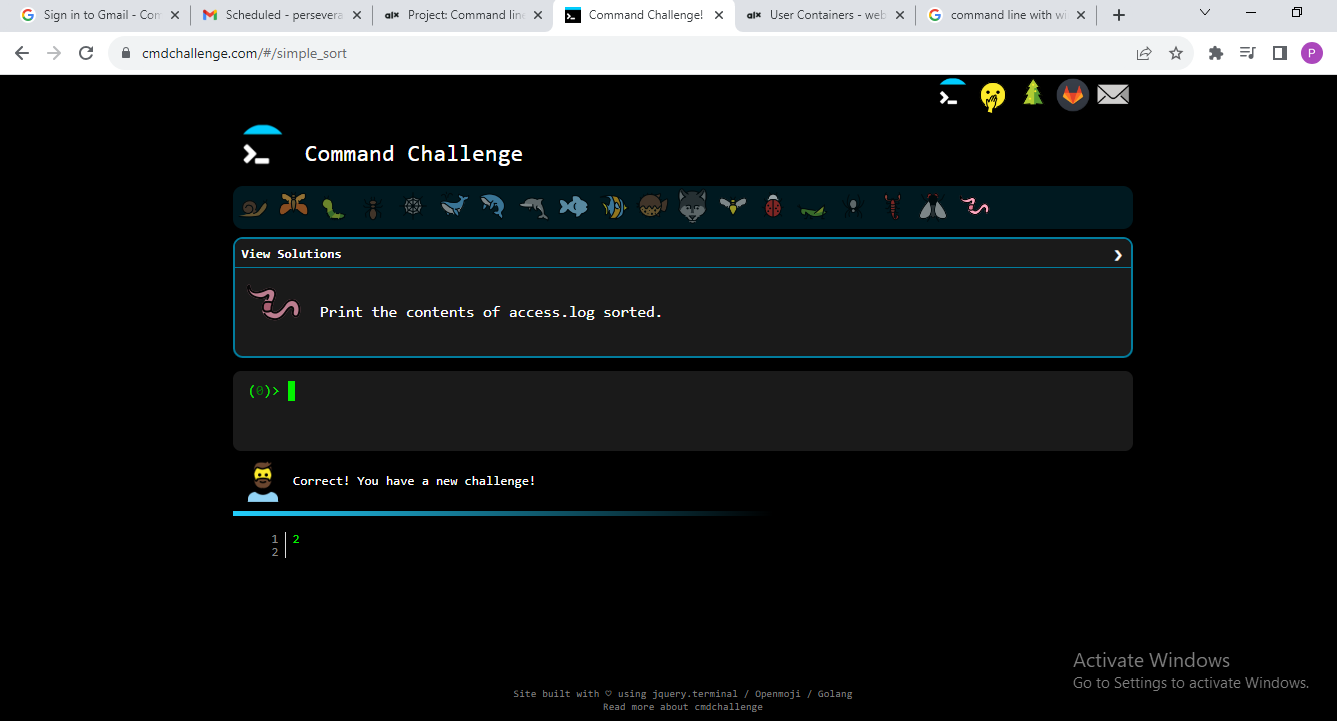 Sign in to Gmail - Com
Scheduled - persevera
alx Project: Command line
Command Challenge!
alx User Containers - web
command line with wi
cmdchallenge.com/#/simple_sort
P
Command Challenge
View Solutions
Print the contents of access.log sorted.
(0)>
Correct! You have a new challenge!
1 2
2
Activate Windows
Go to Settings to activate Windows.
Site built with ♡ using jquery.terminal / Openmoji / Golang
Read more about cmdchallenge